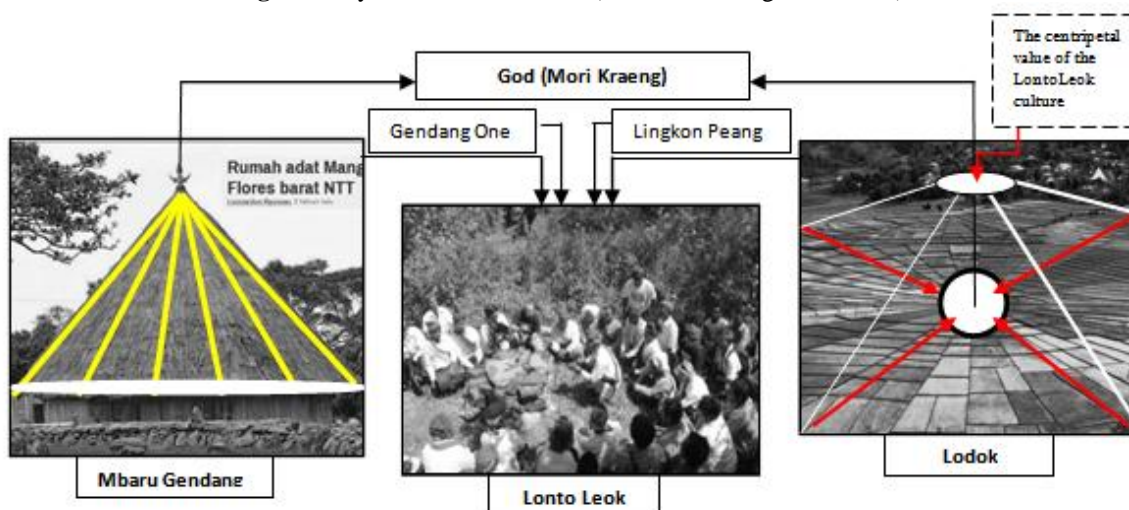 The centripetal
value of the
LontoLeok
culture
God (Mori Kraeng)
Gendang One
Lingkon Peang
Rumah adat Mang
Flores barat NTT
Mbaru Gendang
Lonto Leok
Lodok